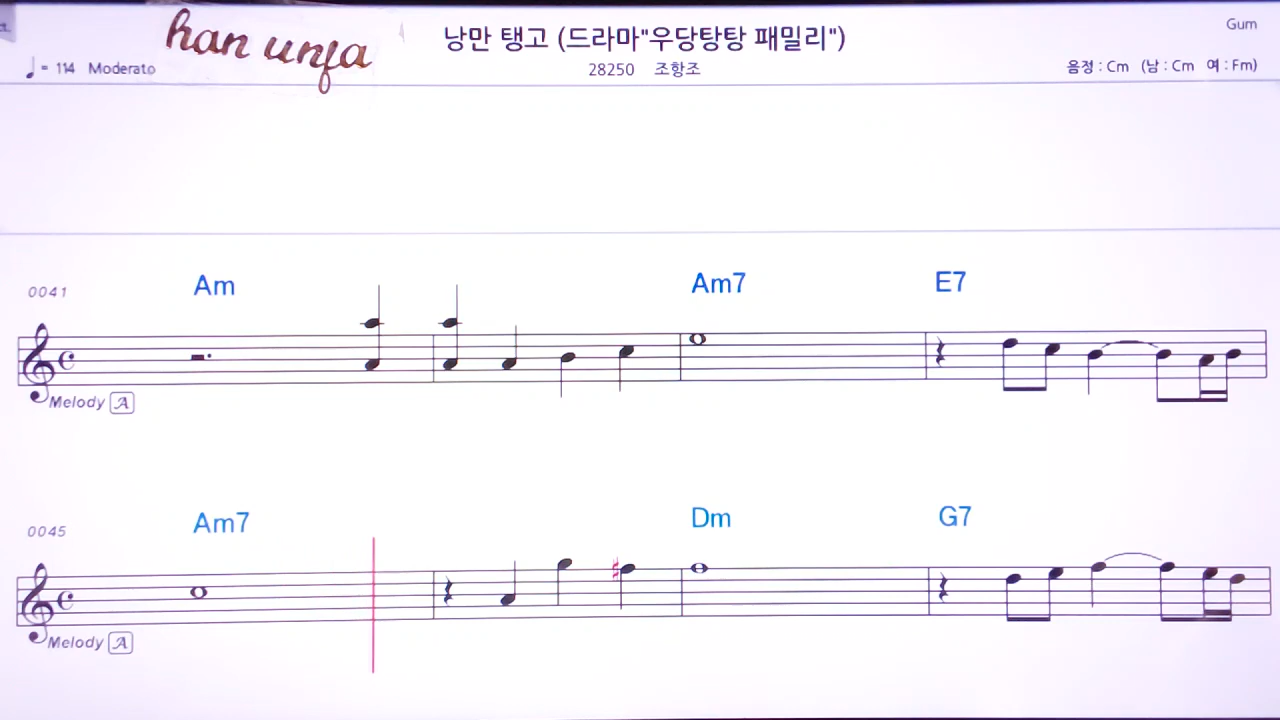 han unfa
낭만 탱고 (드라마"우당탕탕 패밀리")
Gum
♩= 114 Moderato
28250 조항조
음정 : Cm (남 : Cm 여 : Fm)
0041
Am
Am7
E7
Melody A
0045
Am7
Dm
G7
Melody A